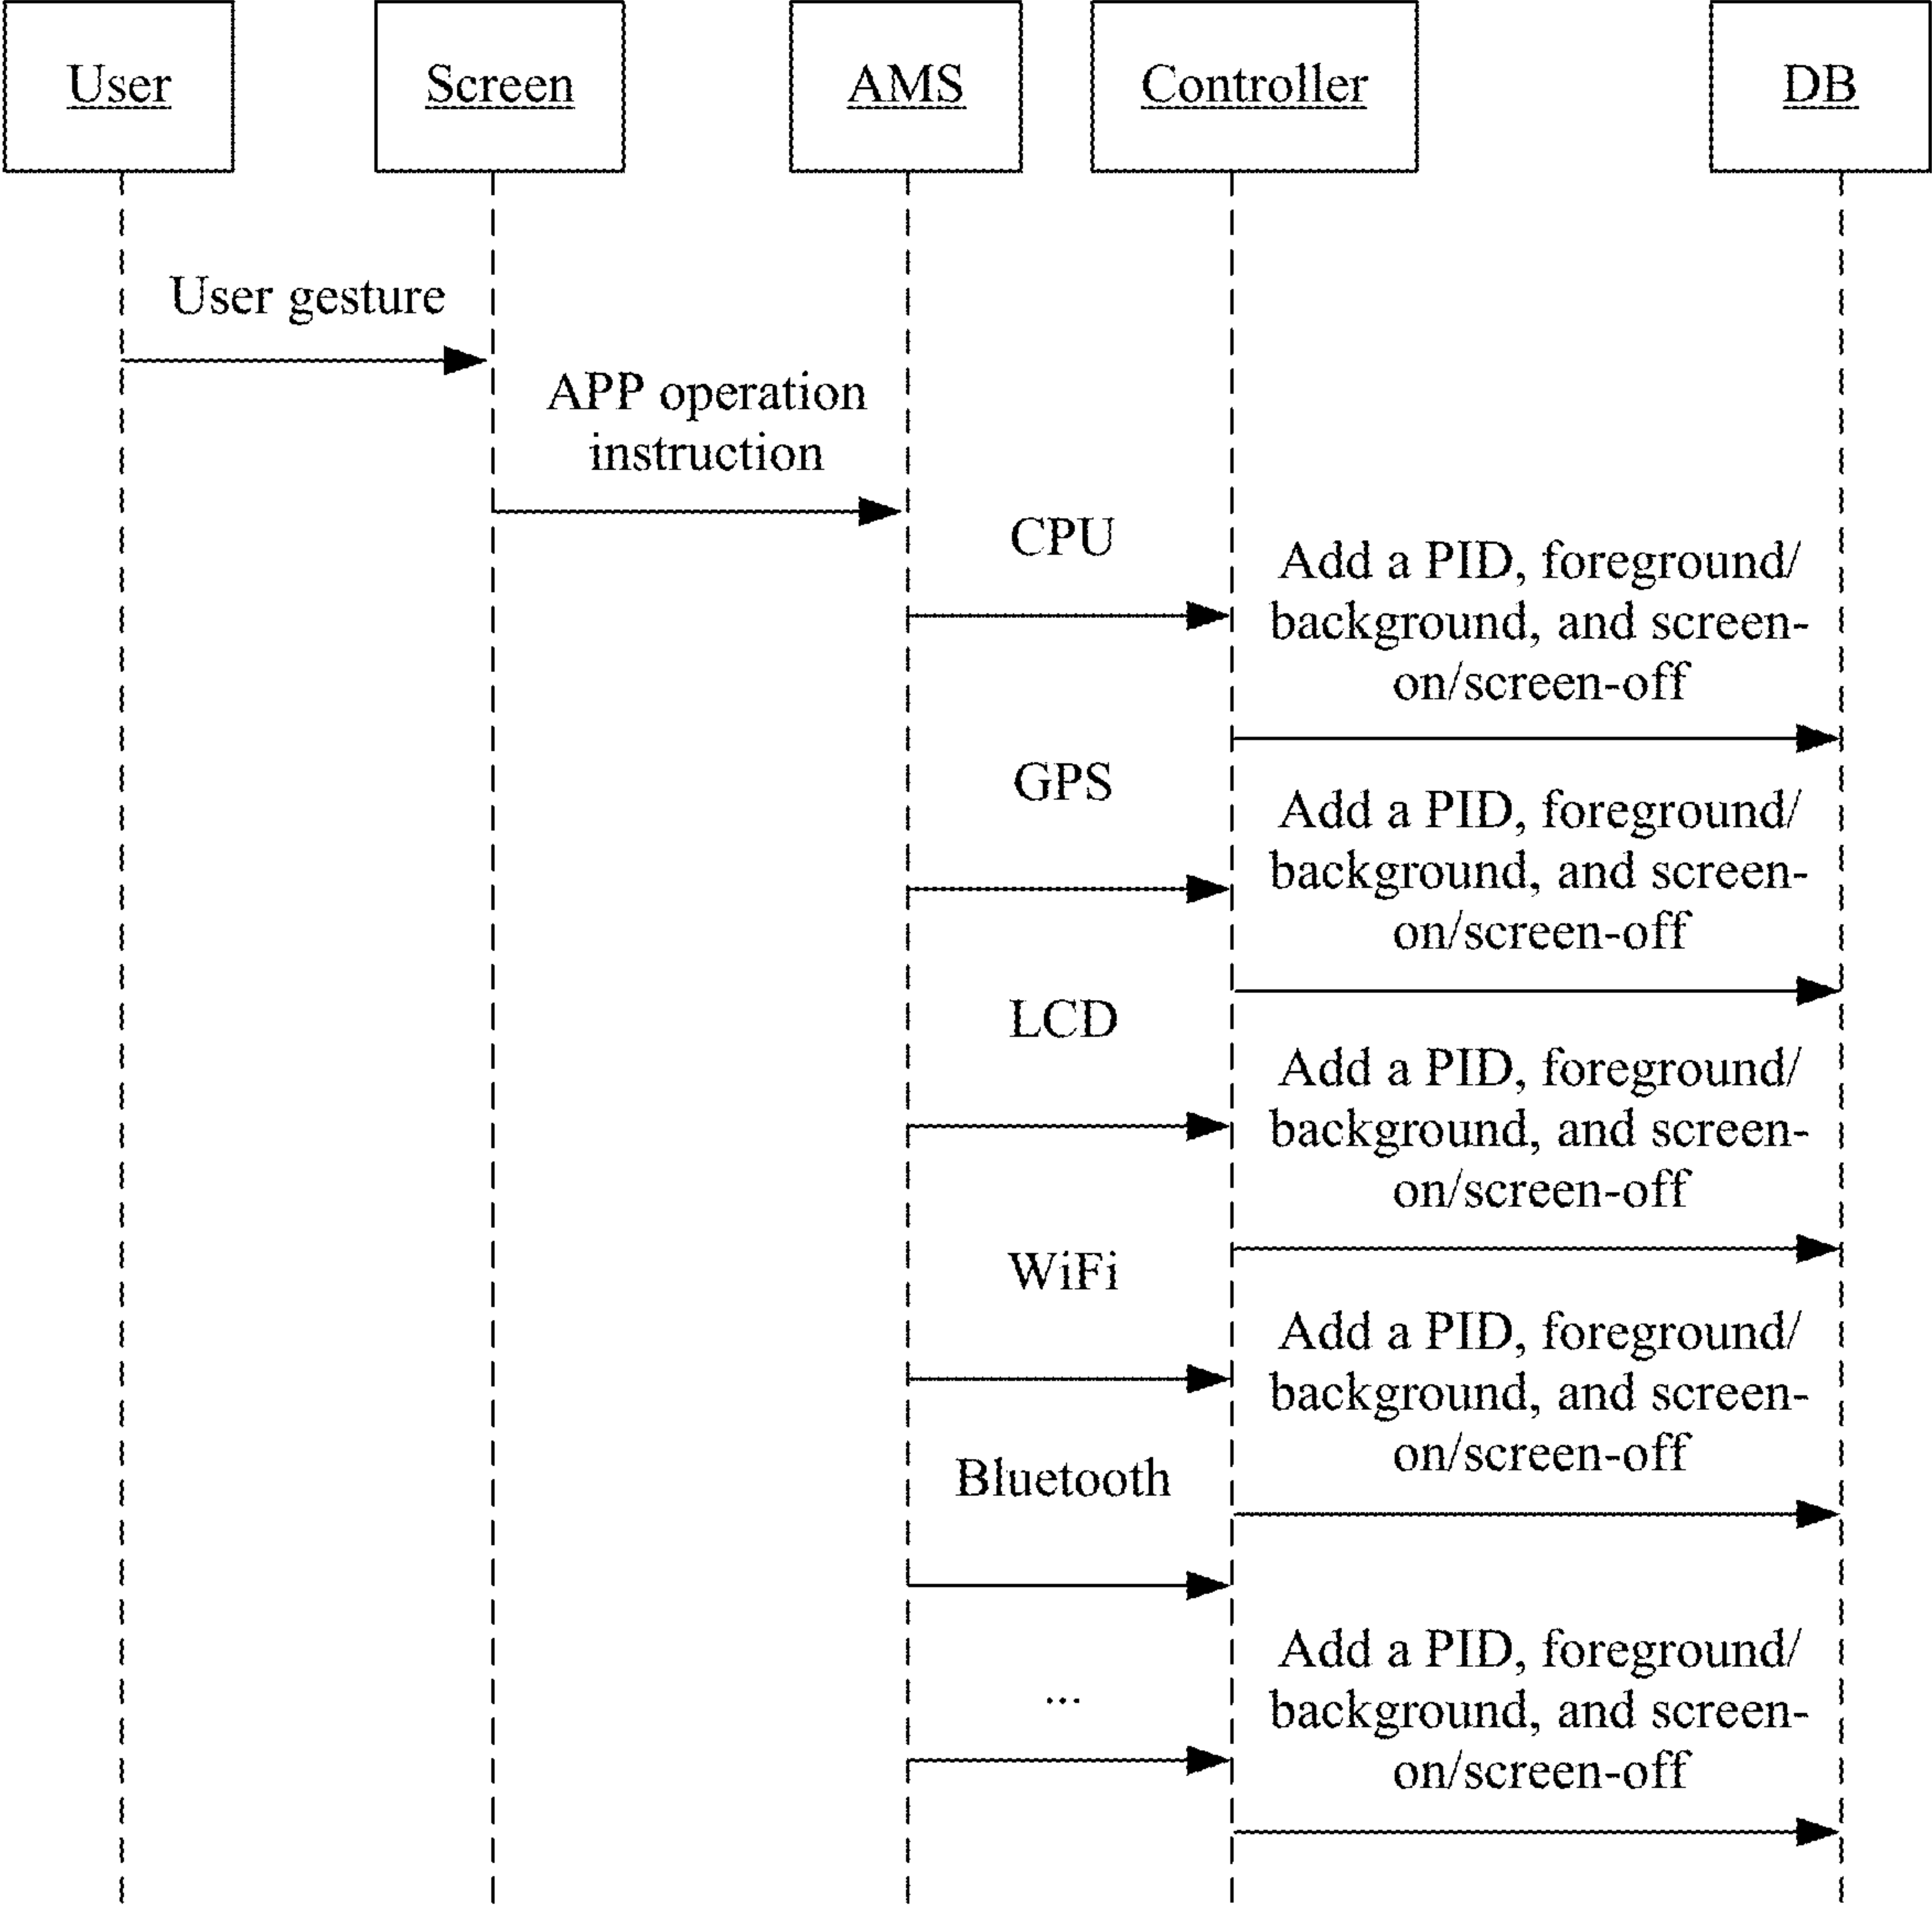 User
Screen
AMS
Controller
DB
User gesture
APP operation
instruction
CPU
Add a PID, foreground/
background, and screen-
on/screen-off
GPS
Add a PID, foreground/
background, and screen-
on/screen-off
LCD
Add a PID, foreground/
background, and screen-
on/screen-off
WiFi
Add a PID, foreground/
background, and screen-
on/screen-off
Bluetooth
...
Add a PID, foreground/
background, and screen-
on/screen-off